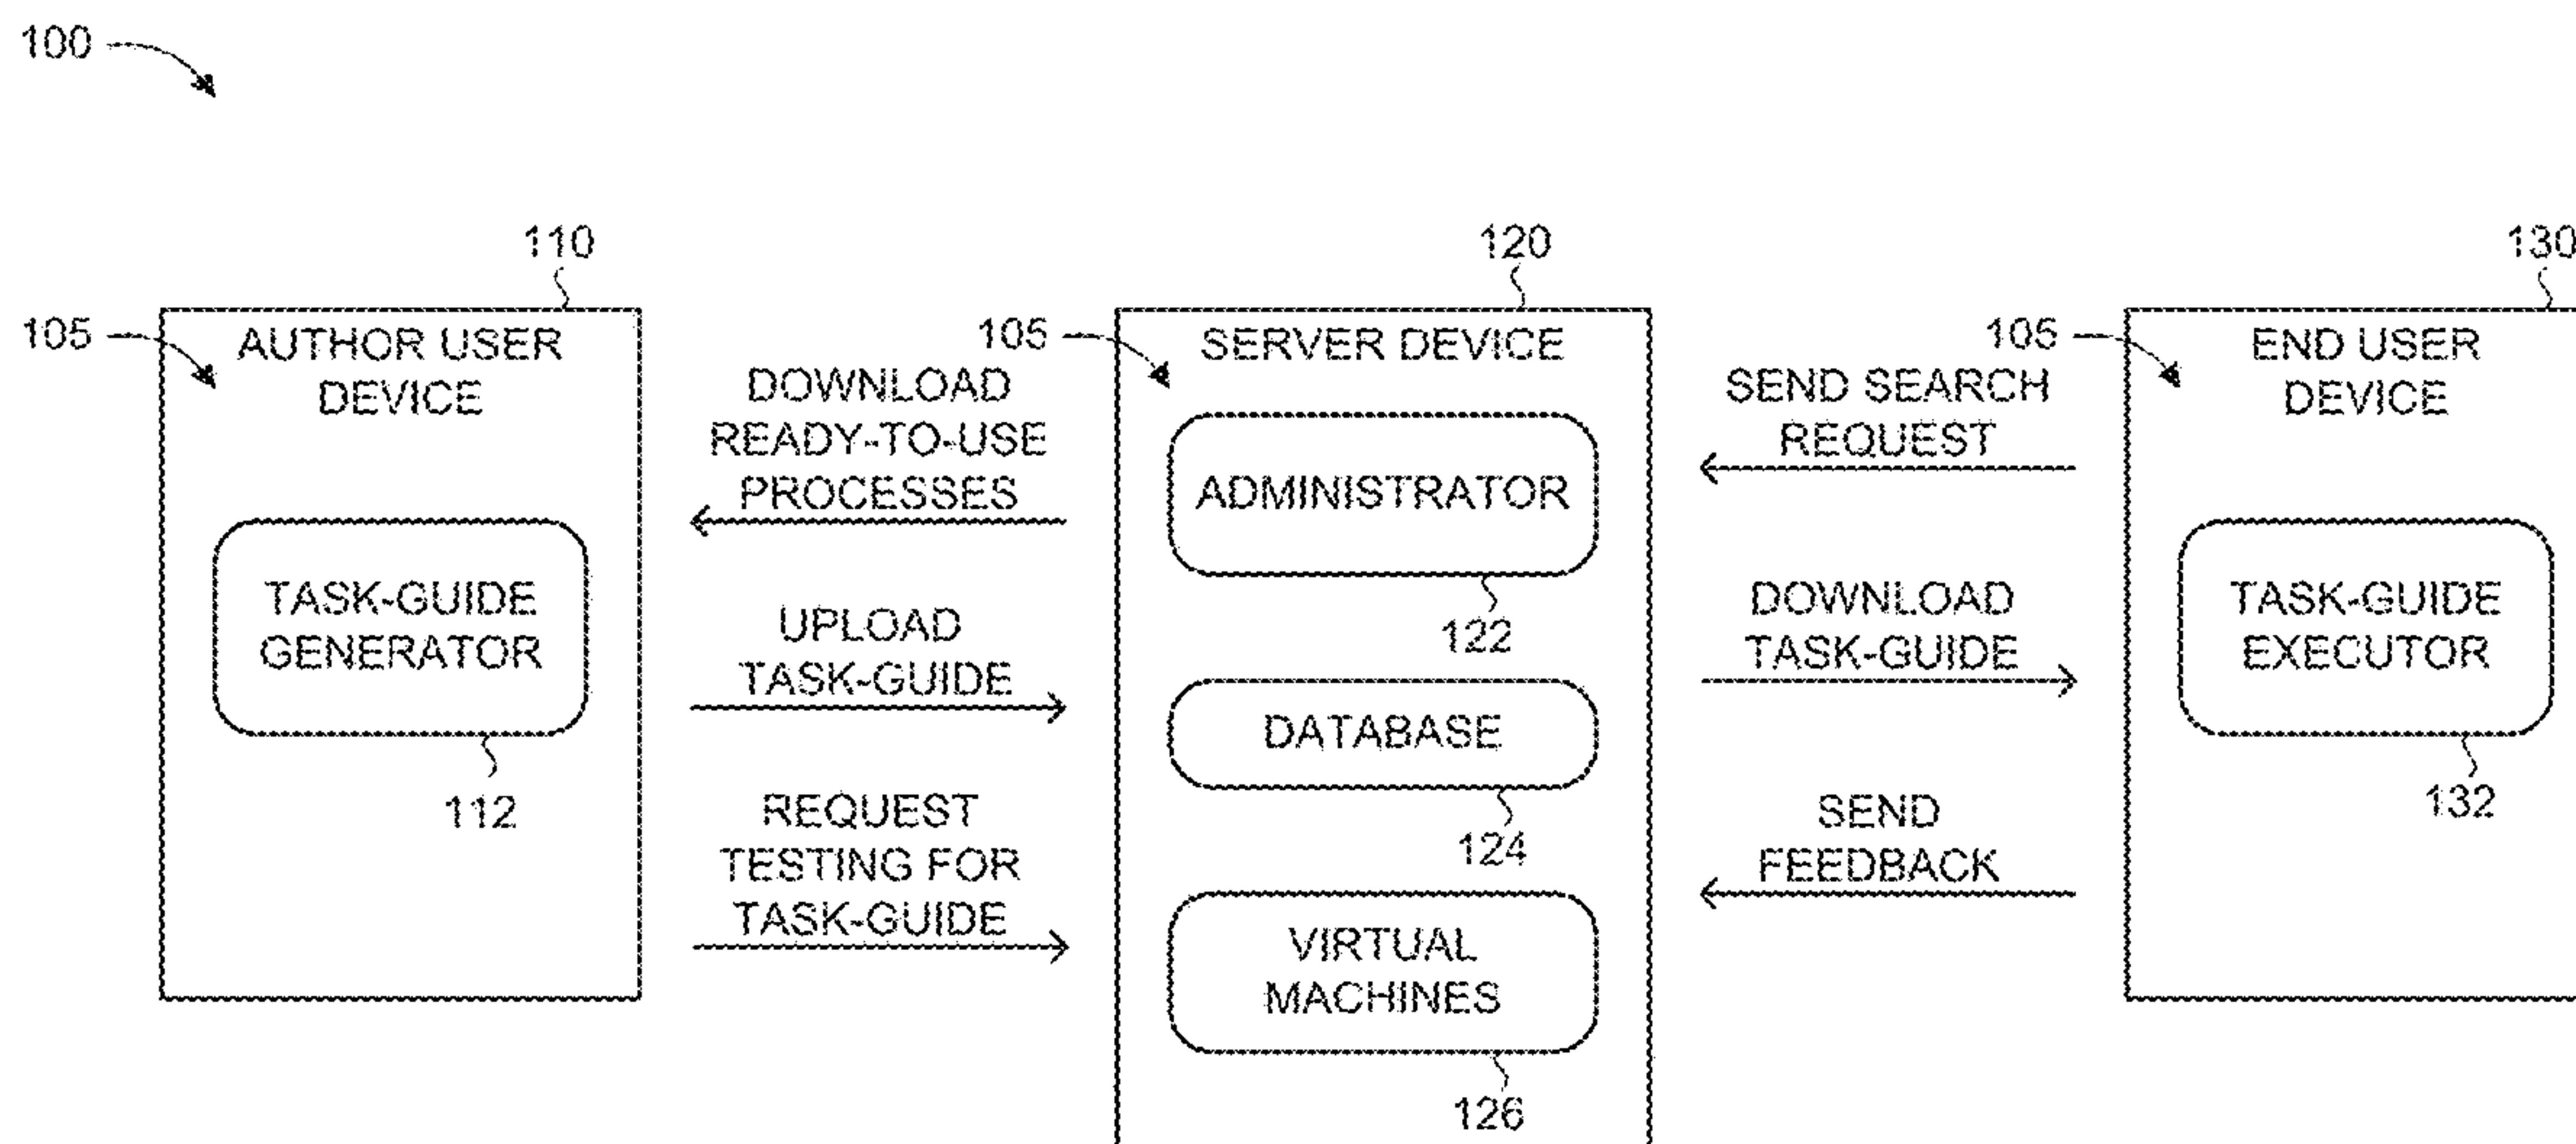 100
110
120
130
105
AUTHOR USER
DEVICE
TASK-GUIDE
GENERATOR
112
DOWNLOAD
READY-TO-USE
PROCESSES
UPLOAD
TASK-GUIDE
REQUEST
TESTING FOR
TASK-GUIDE
105
SERVER DEVICE
ADMINISTRATOR
122
DATABASE
124
VIRTUAL
MACHINES
126
SEND SEARCH
REQUEST
DOWNLOAD
TASK-GUIDE
SEND
FEEDBACK
105
END USER
DEVICE
TASK-GUIDE
EXECUTOR
132